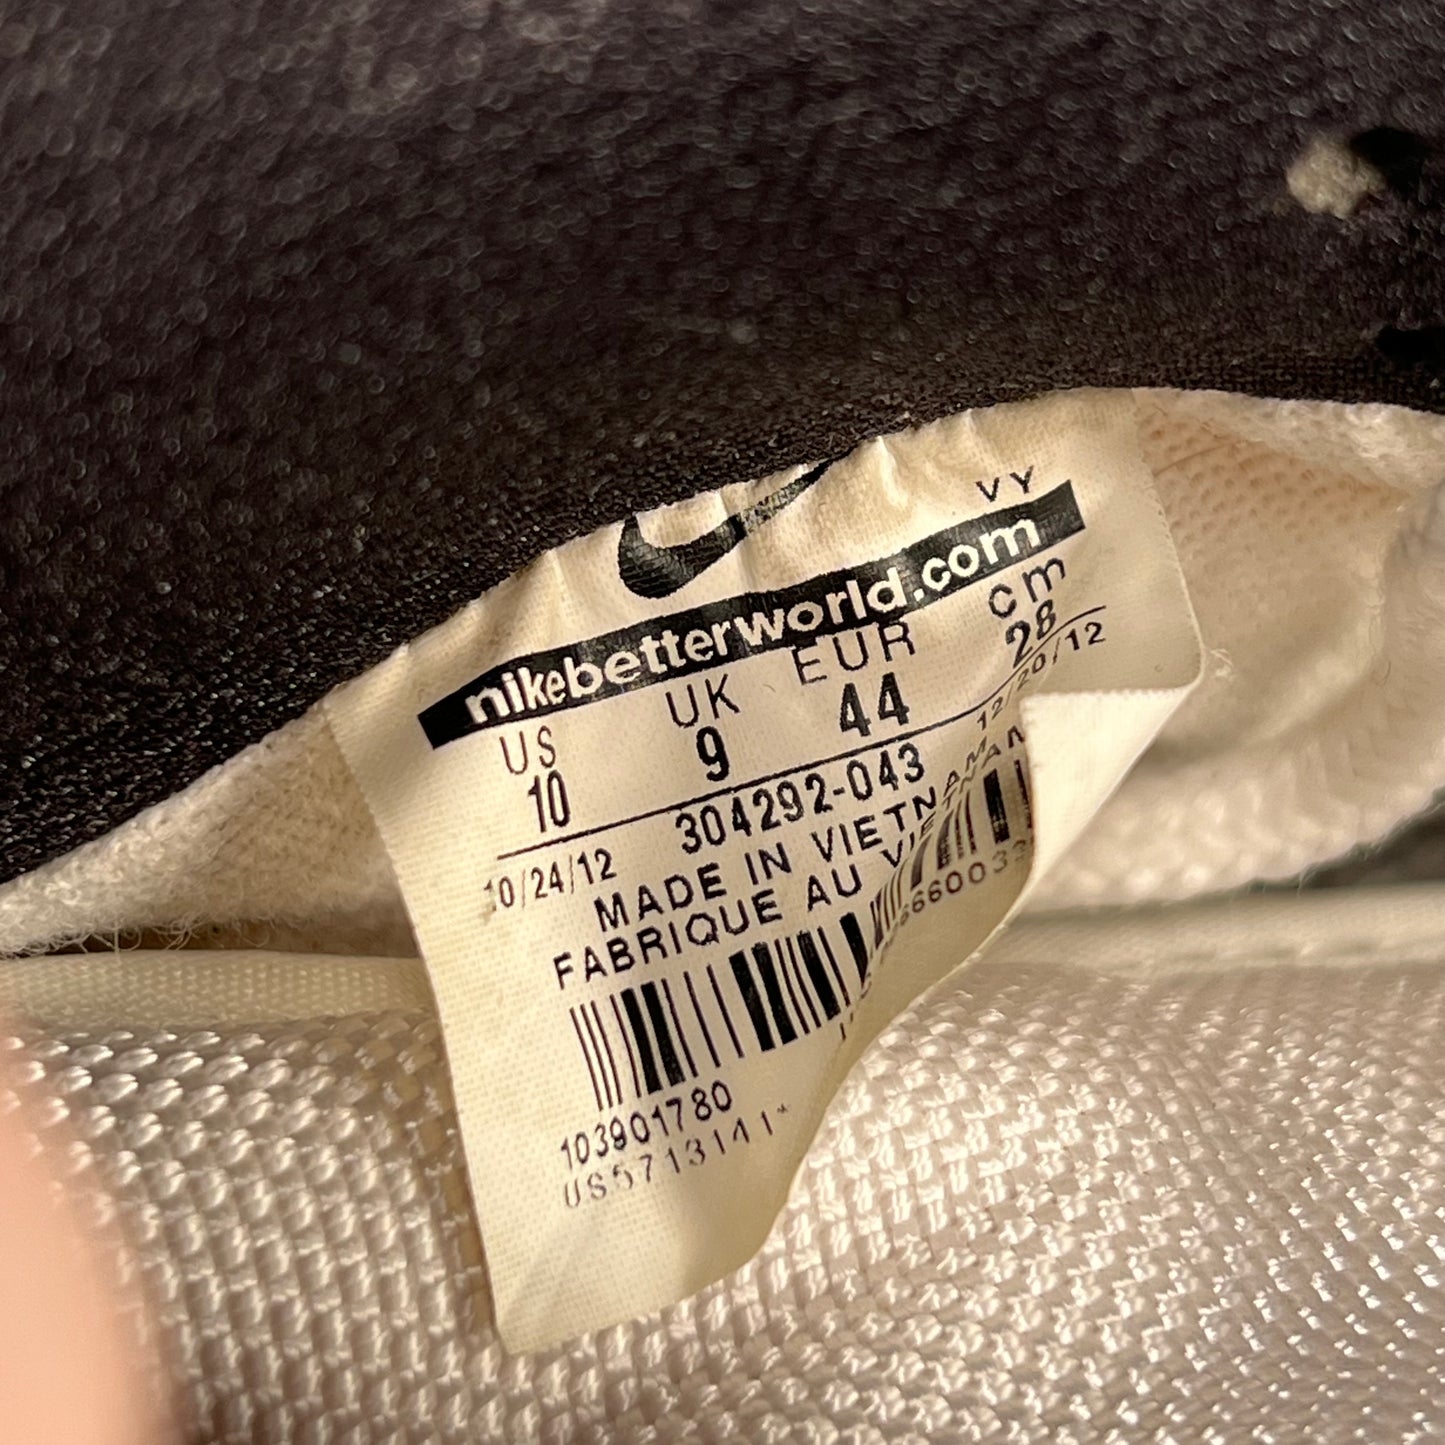 VY
nikebetterworld.com
US UK EUR cm
10 9 44 28
10/24/12 304292-043 12/20/12
MADE IN VIETNAM
FABRIQUE AU VIETNAM
103901780
US5713141*